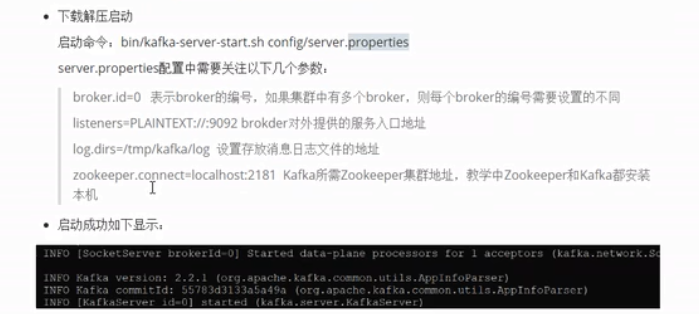 下载解压启动
启动命令：bin/kafka-server-start.sh config/server.properties
server.properties配置中需要关注以下几个参数：
broker.id=0 表示broker的编号，如果集群中有多个broker，则每个broker的编号需要设置的不同
listeners=PLAINTEXT://:9092 brokder对外提供的服务入口地址
log.dirs=/tmp/kafka/log 设置存放消息日志文件的地址
zookeeper.connect=localhost:2181 Kafka所需Zookeeper集群地址，教学中Zookeeper和Kafka都安装
本机
启动成功如下显示：
INFO [SocketServer brokerId=0] Started data-plane processors for 1 acceptors (kafka.network.Sc
INFO Kafka version: 2.2.1 (org.apache.kafka.common.utils.AppInfoParser)
INFO Kafka commitId: 55783d3133a5a49a (org.apache.kafka.common.utils.AppInfoParser)
INFO [KafkaServer id=0] started (kafka.server.KafkaServer)